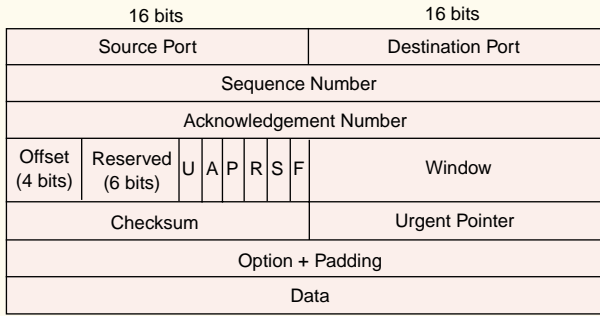 16 bits 16 bits
Source Port Destination Port
Sequence Number
Acknowledgement Number
Offset (4 bits) Reserved (6 bits) U A P R S F Window
Checksum Urgent Pointer
Option + Padding
Data